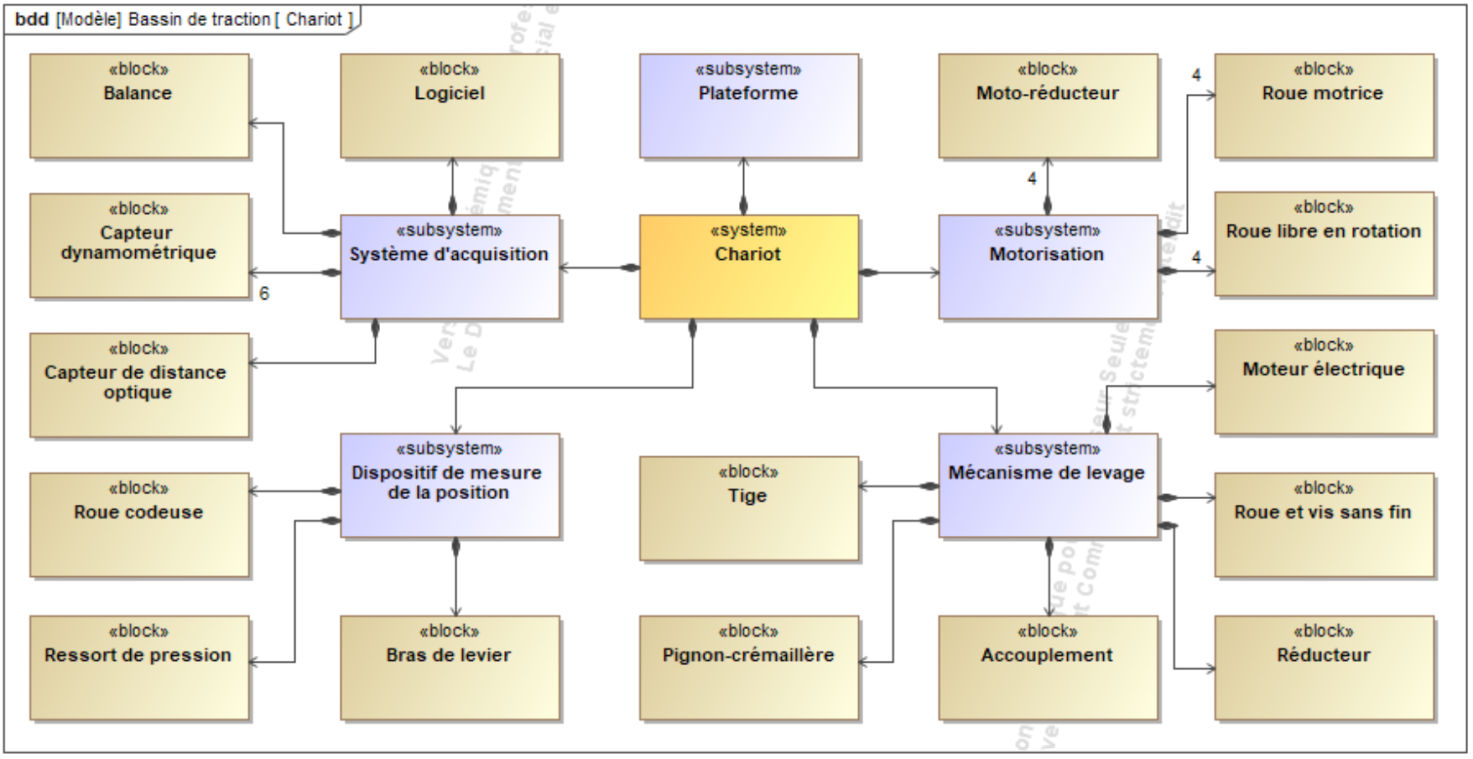 bdd [Modèle] Bassin de traction [ Chariot ]
«block»
Balance
«block»
Logiciel
«subsystem»
Plateforme
«block»
Moto-réducteur
4
«block»
Roue motrice
«block»
Capteur
dynamométrique
6
«subsystem»
Système d'acquisition
«system»
Chariot
4
«subsystem»
Motorisation
4
«block»
Roue libre en rotation
«block»
Capteur de distance
optique
«block»
Moteur électrique
«block»
Roue codeuse
«subsystem»
Dispositif de mesure
de la position
«block»
Tige
«subsystem»
Mécanisme de levage
«block»
Roue et vis sans fin
«block»
Ressort de pression
«block»
Bras de levier
«block»
Pignon-crémaillère
«block»
Accouplement
«block»
Réducteur